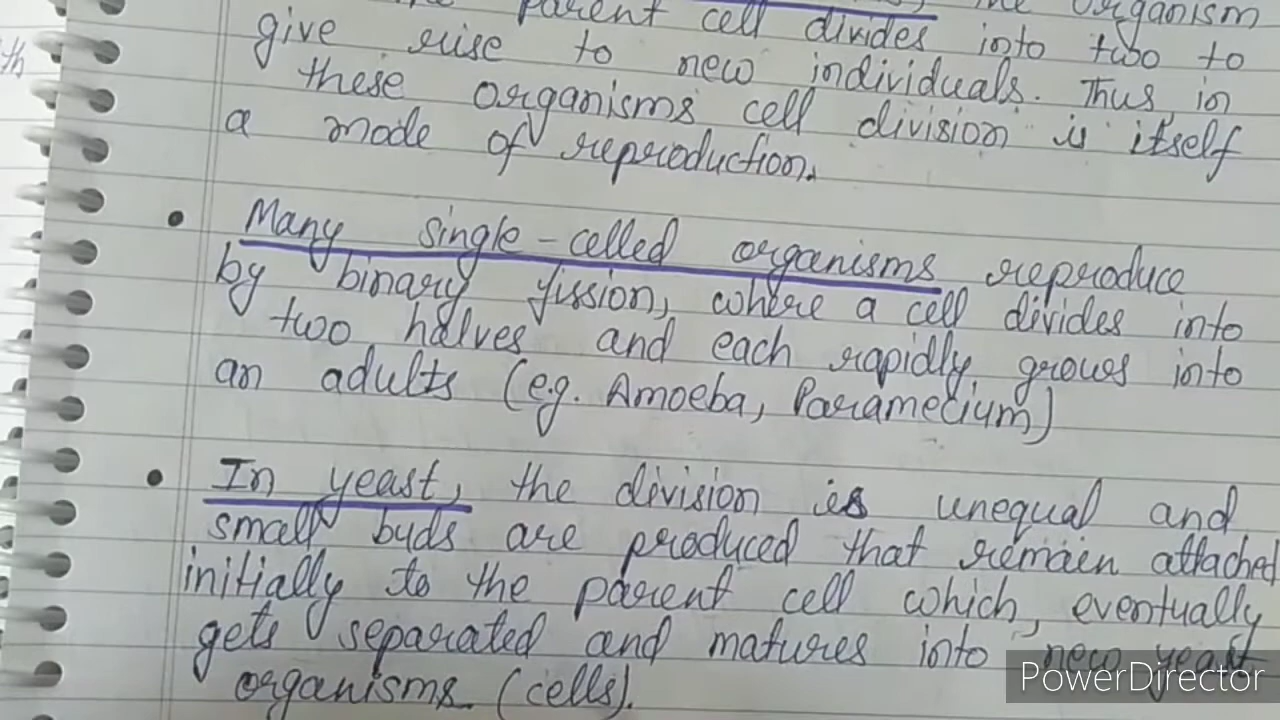 parent cell divides into two to
give rise to new individuals. Thus in
these organisms cell division is itself
a mode of reproduction.
• Many single-celled organisms reproduce
by binary fission, where a cell divides into
two halves and each rapidly grows into
an adults (e.g. Amoeba, Paramecium)
• In yeast, the division is unequal and
small buds are produced that remain attached
initially to the parent cell which, eventually
gets separated and matures into new yeast
organisms. (cells).
PowerDirector